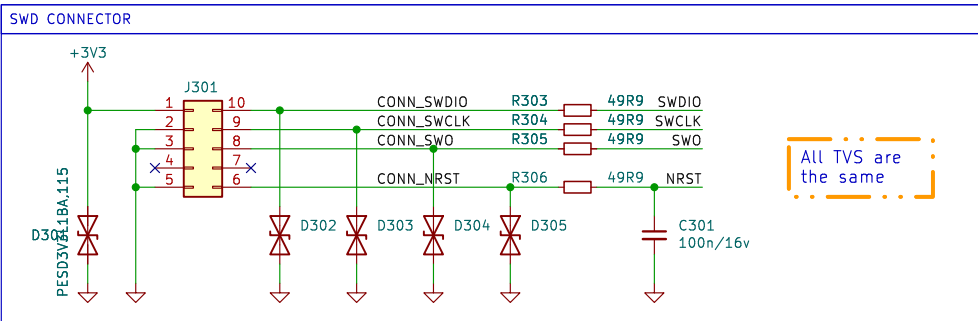 SWD CONNECTOR
+3V3
J301
1 10
2 9
3 8
4 7
5 6
CONN_SWDIO R303 49R9 SWDIO
CONN_SWCLK R304 49R9 SWCLK
CONN_SWO R305 49R9 SWO
CONN_NRST R306 49R9 NRST
All TVS are
the same
PESD3V3L1BA,115
D301
D302
D303
D304
D305
C301
100n/16v